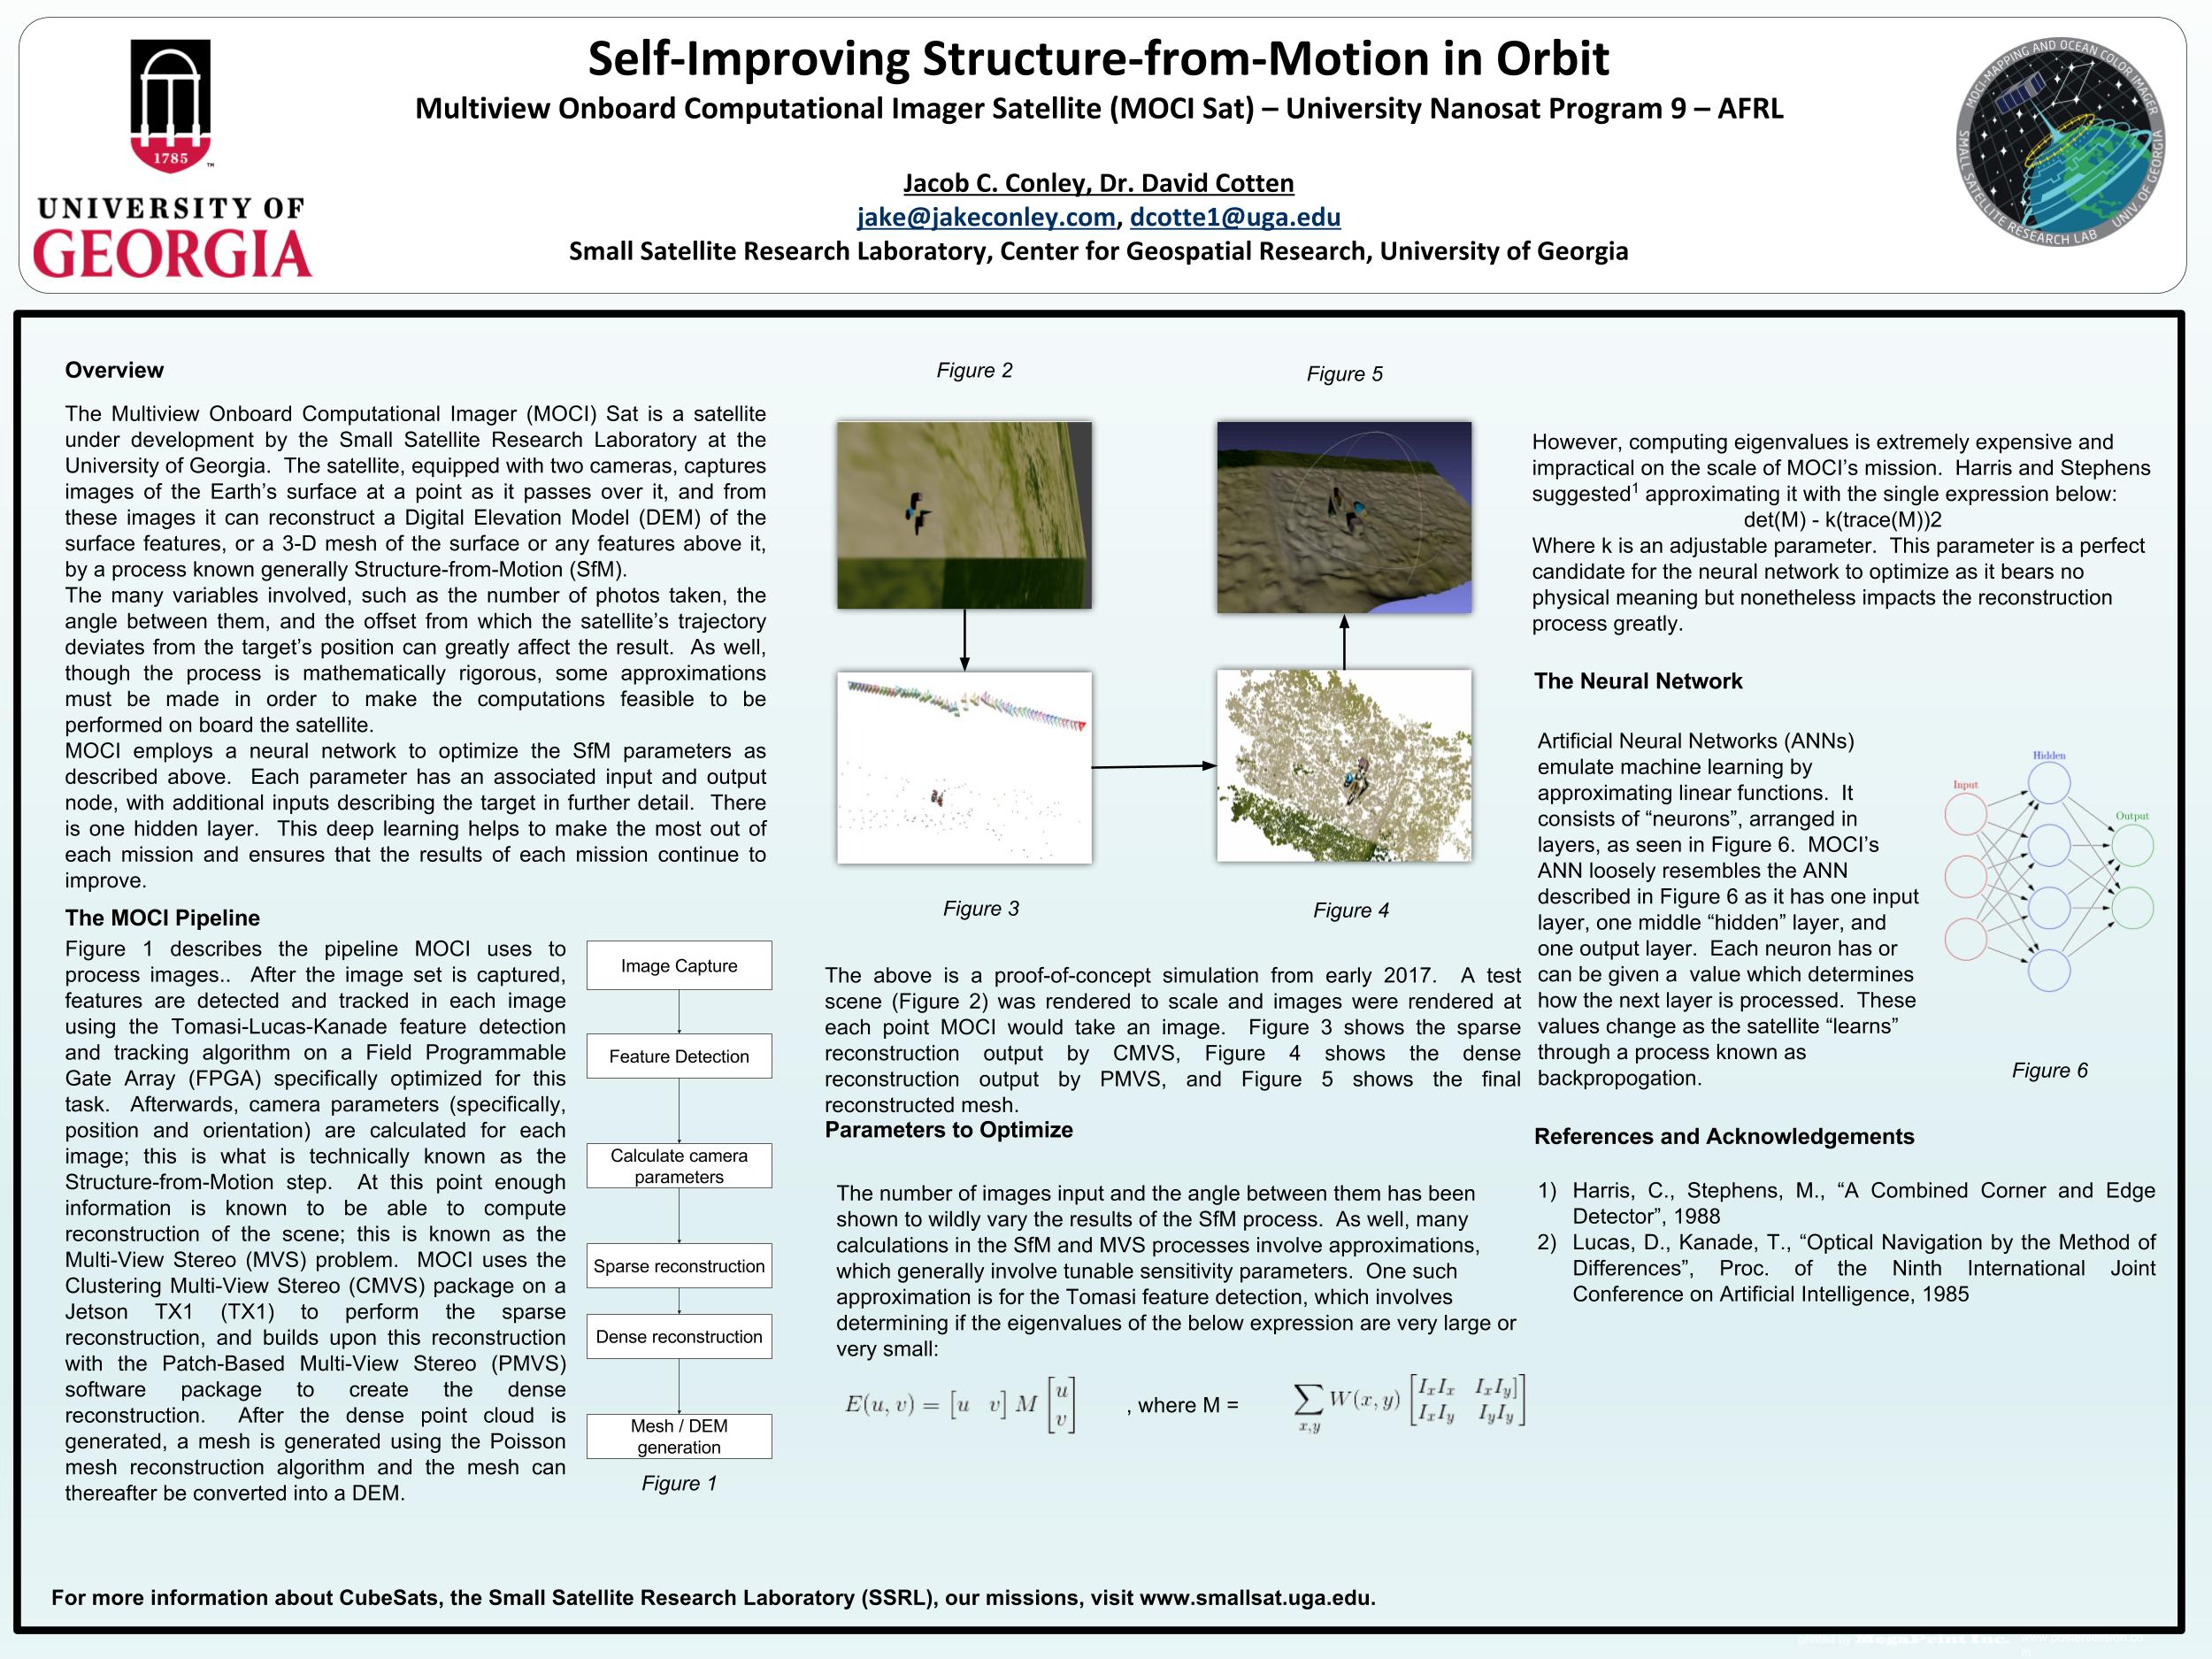 Self-Improving Structure-from-Motion in Orbit
Multiview Onboard Computational Imager Satellite (MOCI Sat) – University Nanosat Program 9 – AFRL
Jacob C. Conley, Dr. David Cotten
jake@jakeconley.com, dcotte1@uga.edu
Small Satellite Research Laboratory, Center for Geospatial Research, University of Georgia
1785
™
UNIVERSITY OF
GEORGIA
MOCI-MAPPING AND OCEAN COLOR IMAGER
SMALL SATELLITE RESEARCH LAB
UNIV. OF GEORGIA
Overview
The Multiview Onboard Computational Imager (MOCI) Sat is a satellite
under development by the Small Satellite Research Laboratory at the
University of Georgia. The satellite, equipped with two cameras, captures
images of the Earth's surface at a point as it passes over it, and from
these images it can reconstruct a Digital Elevation Model (DEM) of the
surface features, or a 3-D mesh of the surface or any features above it,
by a process known generally Structure-from-Motion (SfM).
The many variables involved, such as the number of photos taken, the
angle between them, and the offset from which the satellite's trajectory
deviates from the target's position can greatly affect the result. As well,
though the process is mathematically rigorous, some approximations
must be made in order to make the computations feasible to be
performed on board the satellite.
MOCI employs a neural network to optimize the SfM parameters as
described above. Each parameter has an associated input and output
node, with additional inputs describing the target in further detail. There
is one hidden layer. This deep learning helps to make the most out of
each mission and ensures that the results of each mission continue to
improve.
The MOCI Pipeline
Figure 1 describes the pipeline MOCI uses to
process images.. After the image set is captured,
features are detected and tracked in each image
using the Tomasi-Lucas-Kanade feature detection
and tracking algorithm on a Field Programmable
Gate Array (FPGA) specifically optimized for this
task. Afterwards, camera parameters (specifically,
position and orientation) are calculated for each
image; this is what is technically known as the
Structure-from-Motion step. At this point enough
information is known to be able to compute
reconstruction of the scene; this is known as the
Multi-View Stereo (MVS) problem. MOCI uses the
Clustering Multi-View Stereo (CMVS) package on a
Jetson TX1 (TX1) to perform the sparse
reconstruction, and builds upon this reconstruction
with the Patch-Based Multi-View Stereo (PMVS)
software package to create the dense
reconstruction. After the dense point cloud is
generated, a mesh is generated using the Poisson
mesh reconstruction algorithm and the mesh can
thereafter be converted into a DEM.
Image Capture
Feature Detection
Calculate camera
parameters
Sparse reconstruction
Dense reconstruction
Mesh / DEM
generation
Figure 1
Figure 2
Figure 5
Figure 3
Figure 4
The above is a proof-of-concept simulation from early 2017. A test
scene (Figure 2) was rendered to scale and images were rendered at
each point MOCI would take an image. Figure 3 shows the sparse
reconstruction output by CMVS, Figure 4 shows the dense
reconstruction output by PMVS, and Figure 5 shows the final
reconstructed mesh.
Parameters to Optimize
The number of images input and the angle between them has been
shown to wildly vary the results of the SfM process. As well, many
calculations in the SfM and MVS processes involve approximations,
which generally involve tunable sensitivity parameters. One such
approximation is for the Tomasi feature detection, which involves
determining if the eigenvalues of the below expression are very large or
very small:
E(u, v) = [u v] M [u v] , where M = ∑x,y W(x, y) [IxIx IxIy] IxIy IyIy]
However, computing eigenvalues is extremely expensive and
impractical on the scale of MOCI's mission. Harris and Stephens
suggested¹ approximating it with the single expression below:
det(M) - k(trace(M))2
Where k is an adjustable parameter. This parameter is a perfect
candidate for the neural network to optimize as it bears no
physical meaning but nonetheless impacts the reconstruction
process greatly.
The Neural Network
Artificial Neural Networks (ANNs)
emulate machine learning by
approximating linear functions. It
consists of “neurons”, arranged in
layers, as seen in Figure 6. MOCI's
ANN loosely resembles the ANN
described in Figure 6 as it has one input
layer, one middle “hidden” layer, and
one output layer. Each neuron has or
can be given a value which determines
how the next layer is processed. These
values change as the satellite “learns”
through a process known as
backpropogation.
Hidden
Input
Output
Figure 6
References and Acknowledgements
1) Harris, C., Stephens, M., “A Combined Corner and Edge
Detector”, 1988
2) Lucas, D., Kanade, T., “Optical Navigation by the Method of
Differences”, Proc. of the Ninth International Joint
Conference on Artificial Intelligence, 1985
For more information about CubeSats, the Small Satellite Research Laboratory (SSRL), our missions, visit www.smallsat.uga.edu.
MegaPrint Inc.